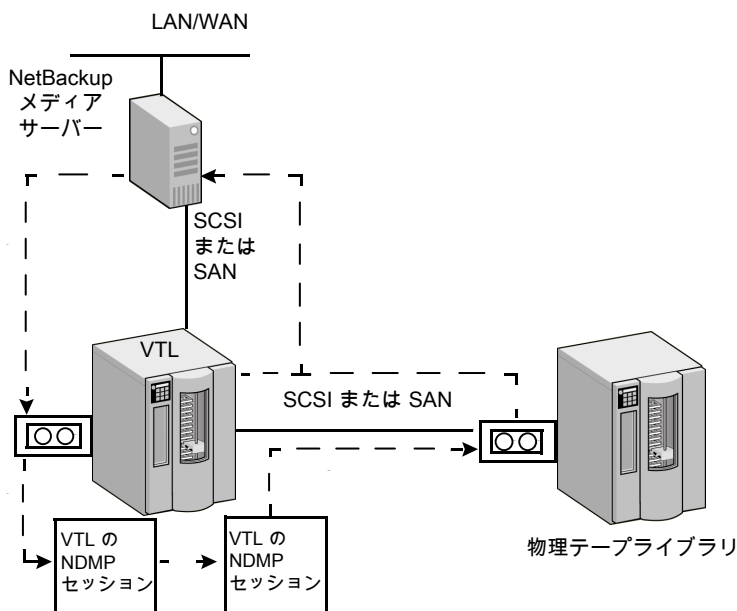 LAN/WAN
NetBackup
メディア
サーバー
SCSI
または
SAN
VTL
SCSI または SAN
VTL の
NDMP
セッション
VTL の
NDMP
セッション
物理テープライブラリ